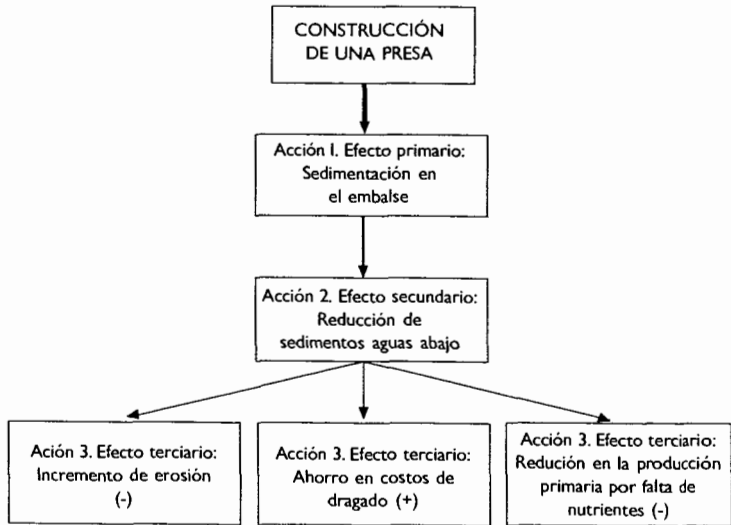 CONSTRUCCIÓN
DE UNA PRESA
Acción 1. Efecto primario:
Sedimentación en
el embalse
Acción 2. Efecto secundario:
Reducción de
sedimentos aguas abajo
Ación 3. Efecto terciario:
Incremento de erosión
(-)
Acción 3. Efecto terciario:
Ahorro en costos de
dragado (+)
Acción 3. Efecto terciario:
Redución en la producción
primaria por falta de
nutrientes (-)